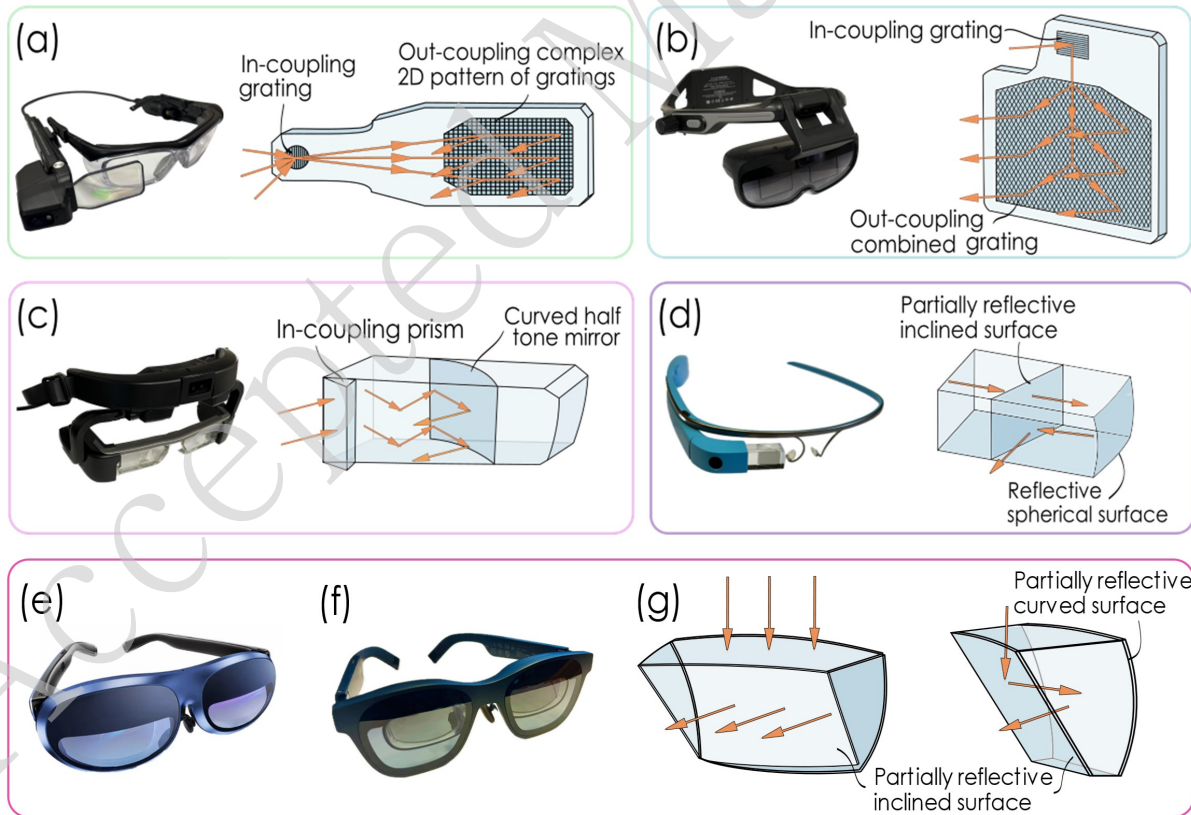 (a)
In-coupling
grating
Out-coupling complex
2D pattern of gratings
(b)
In-coupling grating
Out-coupling
combined grating
(c)
In-coupling prism
Curved half
tone mirror
(d)
Partially reflective
inclined surface
Reflective
spherical surface
(e)
(f)
(g)
Partially reflective
curved surface
Partially reflective
inclined surface
Accepted Ma